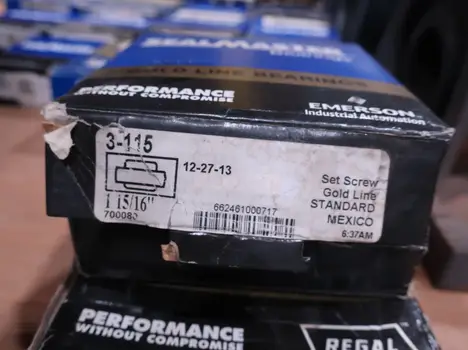 SEALMASTER
GOLD LINE BEARINGS
PERFORMANCE
WITHOUT COMPROMISE
EMERSON
Industrial Automation
3-115
12-27-13
1 15/16"
700080
662461000717
Set Screw
Gold Line
STANDARD
MEXICO
6:37AM
PERFORMANCE
WITHOUT COMPROMISE
REGAL